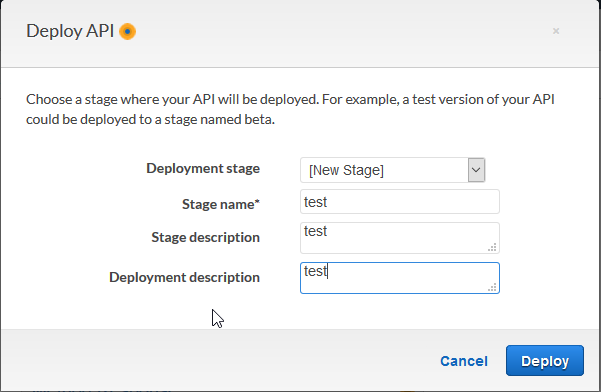 Deploy API
×
Choose a stage where your API will be deployed. For example, a test version of your API
could be deployed to a stage named beta.
Deployment stage [New Stage]
Stage name* test
Stage description test
Deployment description test
Cancel Deploy